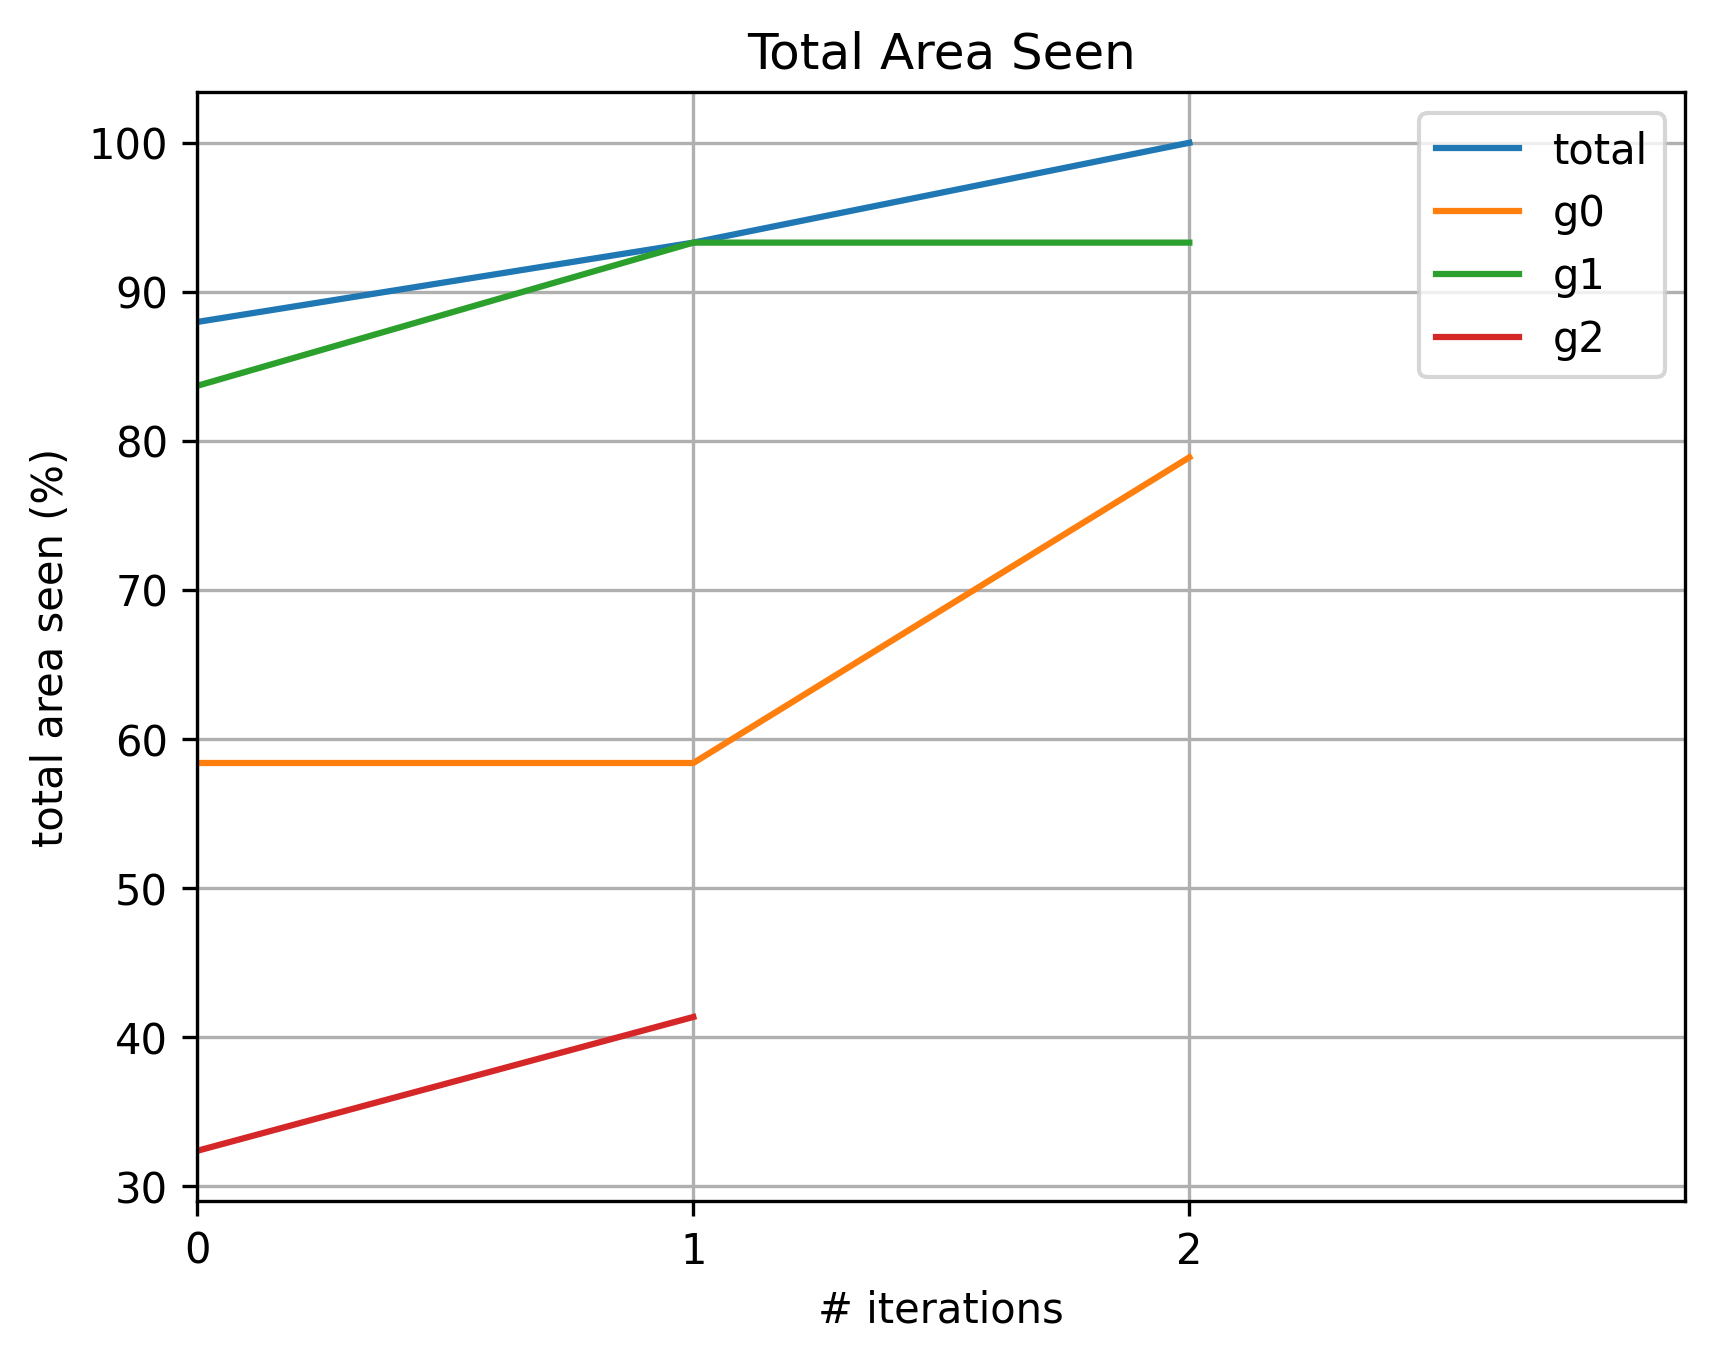 Total Area Seen
total
g0
g1
g2
100
90
80
70
60
50
40
30
total area seen (%)
0 1 2
# iterations